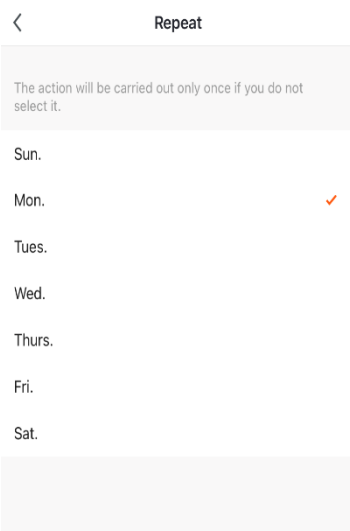 Repeat
The action will be carried out only once if you do not
select it.
Sun.
Mon.
Tues.
Wed.
Thurs.
Fri.
Sat.